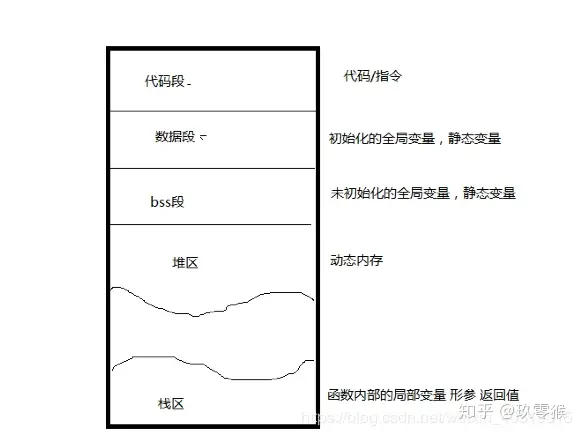 代码段
代码/指令
数据段
初始化的全局变量，静态变量
bss段
未初始化的全局变量，静态变量
堆区
动态内存
函数内部的局部变量 形参 返回值
栈区
知乎 @玖零猴
https://blog.csdn.net/